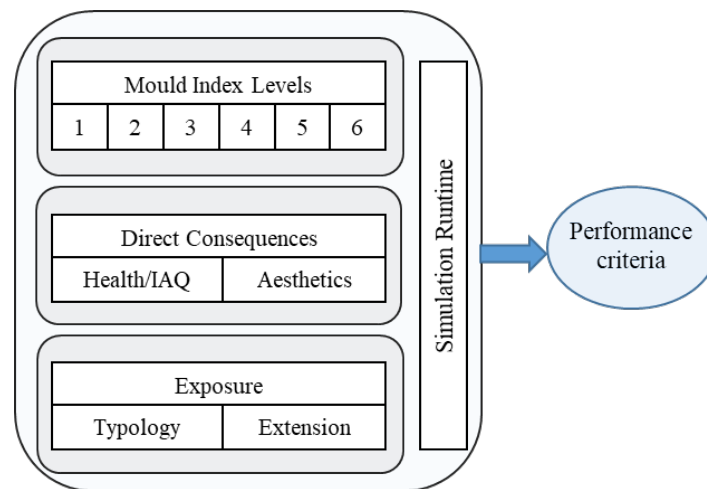 Mould Index Levels
1 2 3 4 5 6
Direct Consequences
Health/IAQ Aesthetics
Exposure
Typology Extension
Simulation Runtime
Performance
criteria